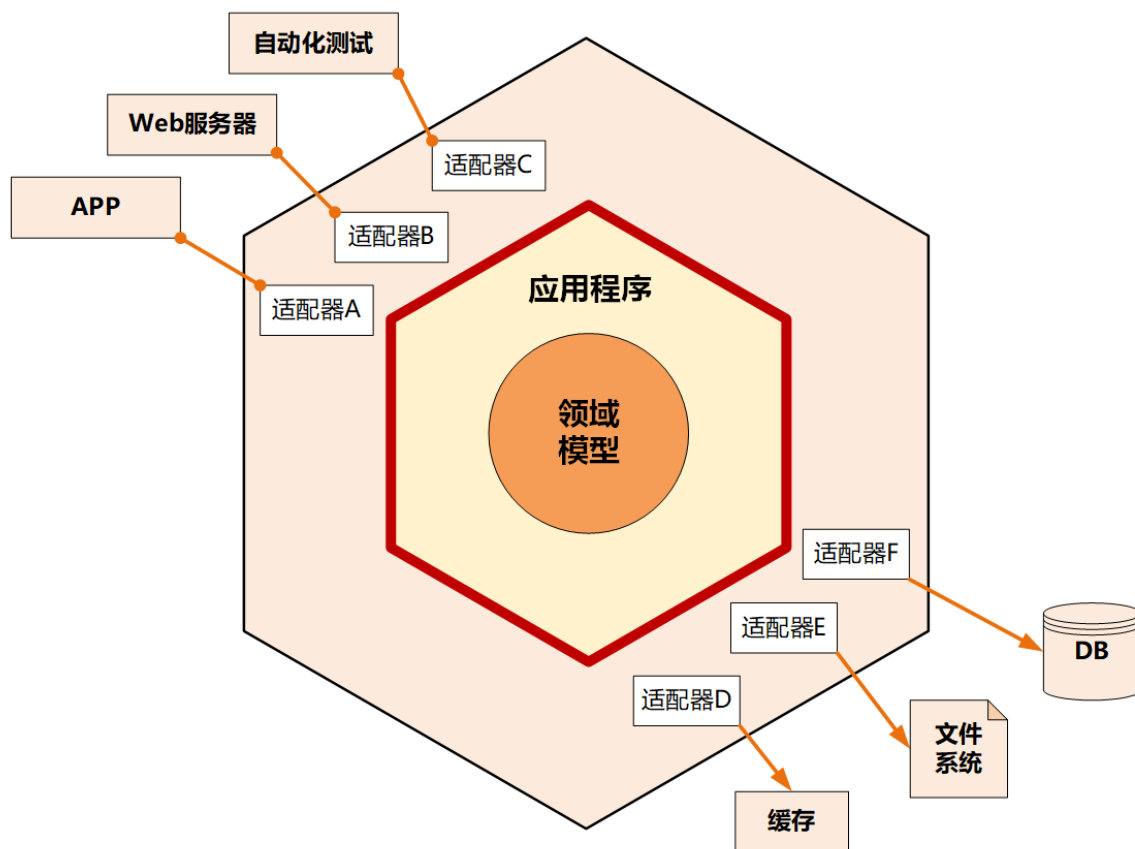 自动化测试
Web服务器
适配器C
APP
适配器B
适配器A
应用程序
领域
模型
适配器F
适配器E
DB
适配器D
文件
系统
缓存